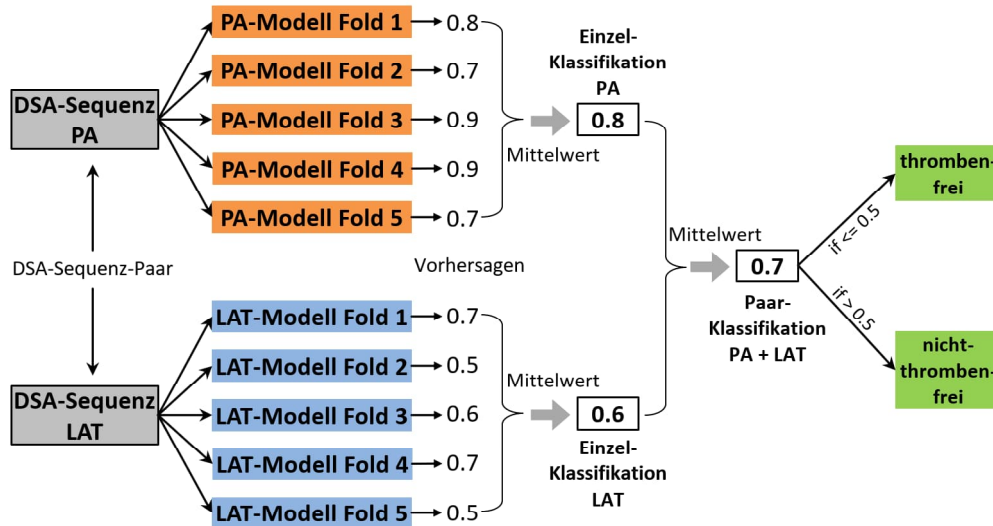 DSA-Sequenz
PA
DSA-Sequenz-Paar
DSA-Sequenz
LAT
PA-Modell Fold 1
0.8
PA-Modell Fold 2
0.7
PA-Modell Fold 3
0.9
PA-Modell Fold 4
0.9
PA-Modell Fold 5
0.7
Mittelwert
Einzel-
Klassifikation
PA
0.8
Vorhersagen
LAT-Modell Fold 1
0.7
LAT-Modell Fold 2
0.5
LAT-Modell Fold 3
0.6
LAT-Modell Fold 4
0.7
LAT-Modell Fold 5
0.5
Mittelwert
0.6
Einzel-
Klassifikation
LAT
Mittelwert
0.7
Paar-
Klassifikation
PA + LAT
if <= 0.5
thromben-
frei
if > 0.5
nicht-
thromben-
frei